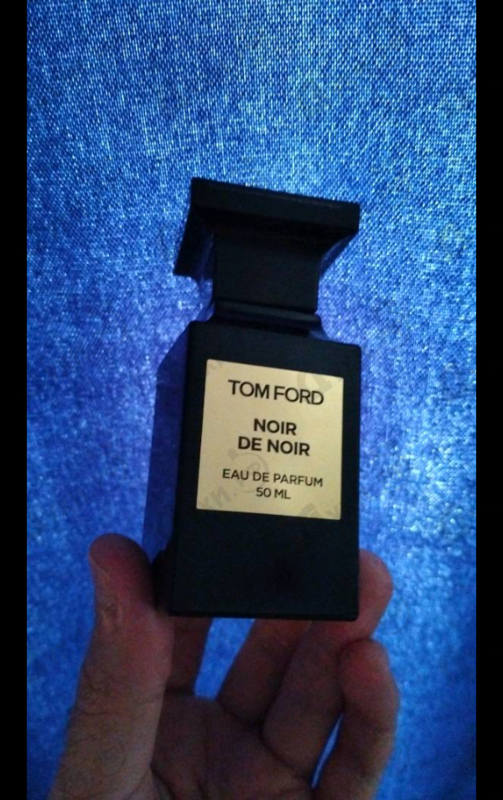 TOM FORD
NOIR
DE NOIR
EAU DE PARFUM
50 ML